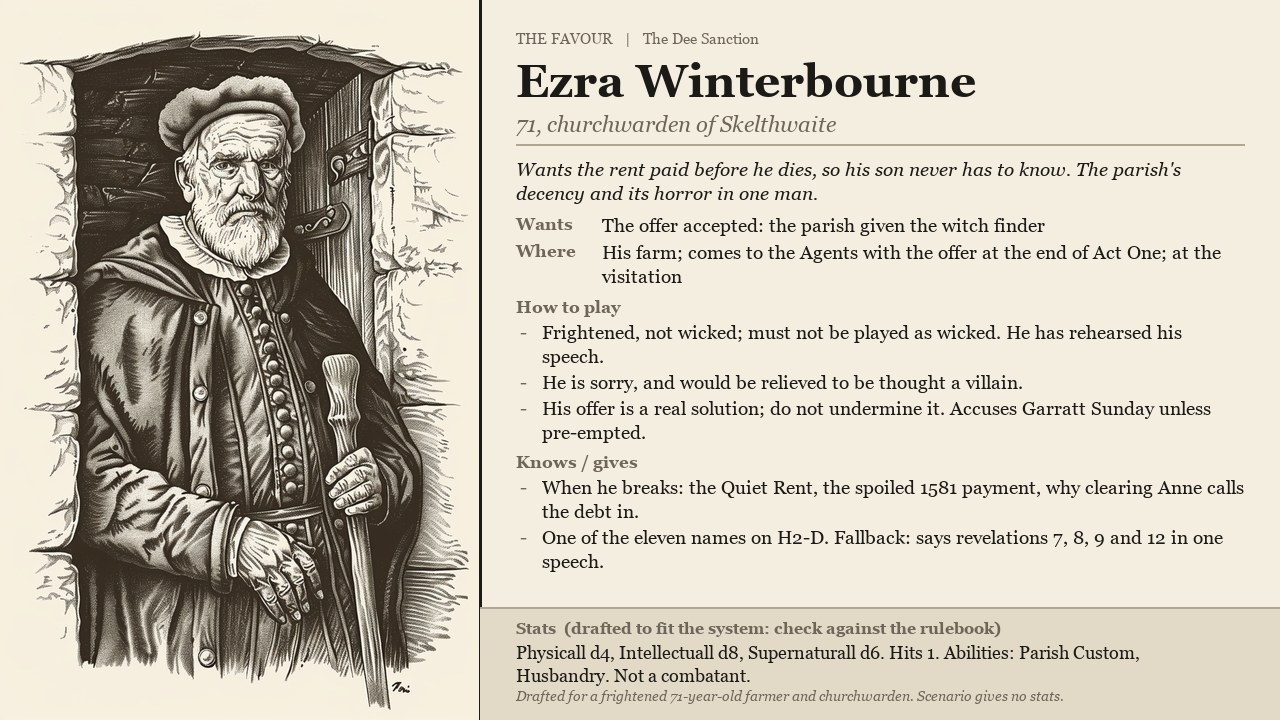 THE FAVOUR | The Dee Sanction
Ezra Winterbourne
71, churchwarden of Skelthwaite
Wants the rent paid before he dies, so his son never has to know. The parish's
decency and its horror in one man.
Wants The offer accepted: the parish given the witch finder
Where His farm; comes to the Agents with the offer at the end of Act One; at the
visitation
How to play
- Frightened, not wicked; must not be played as wicked. He has rehearsed his
speech.
- He is sorry, and would be relieved to be thought a villain.
- His offer is a real solution; do not undermine it. Accuses Garratt Sunday unless
pre-empted.
Knows / gives
- When he breaks: the Quiet Rent, the spoiled 1581 payment, why clearing Anne calls
the debt in.
- One of the eleven names on H2-D. Fallback: says revelations 7, 8, 9 and 12 in one
speech.
Stats (drafted to fit the system: check against the rulebook)
Physicall d4, Intellectuall d8, Supernaturall d6. Hits 1. Abilities: Parish Custom,
Husbandry. Not a combatant.
Drafted for a frightened 71-year-old farmer and churchwarden. Scenario gives no stats.